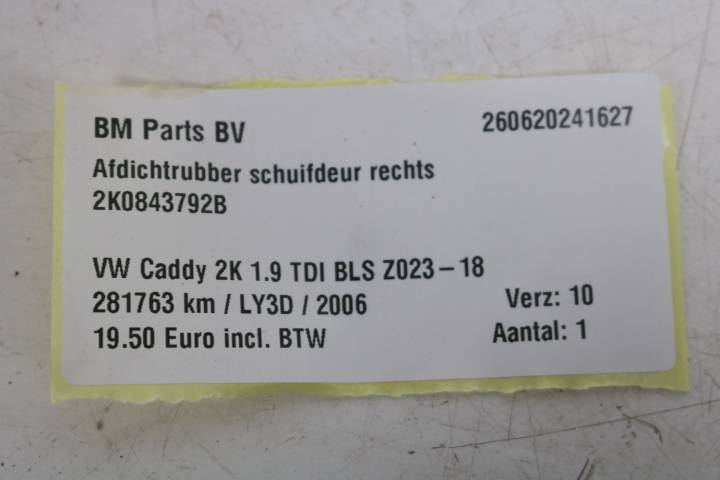 BM Parts BV 260620241627
Afdichtrubber schuifdeur rechts
2K0843792B
VW Caddy 2K 1.9 TDI BLS Z023-18
281763 km / LY3D / 2006 Verz: 10
19.50 Euro incl. BTW Aantal: 1